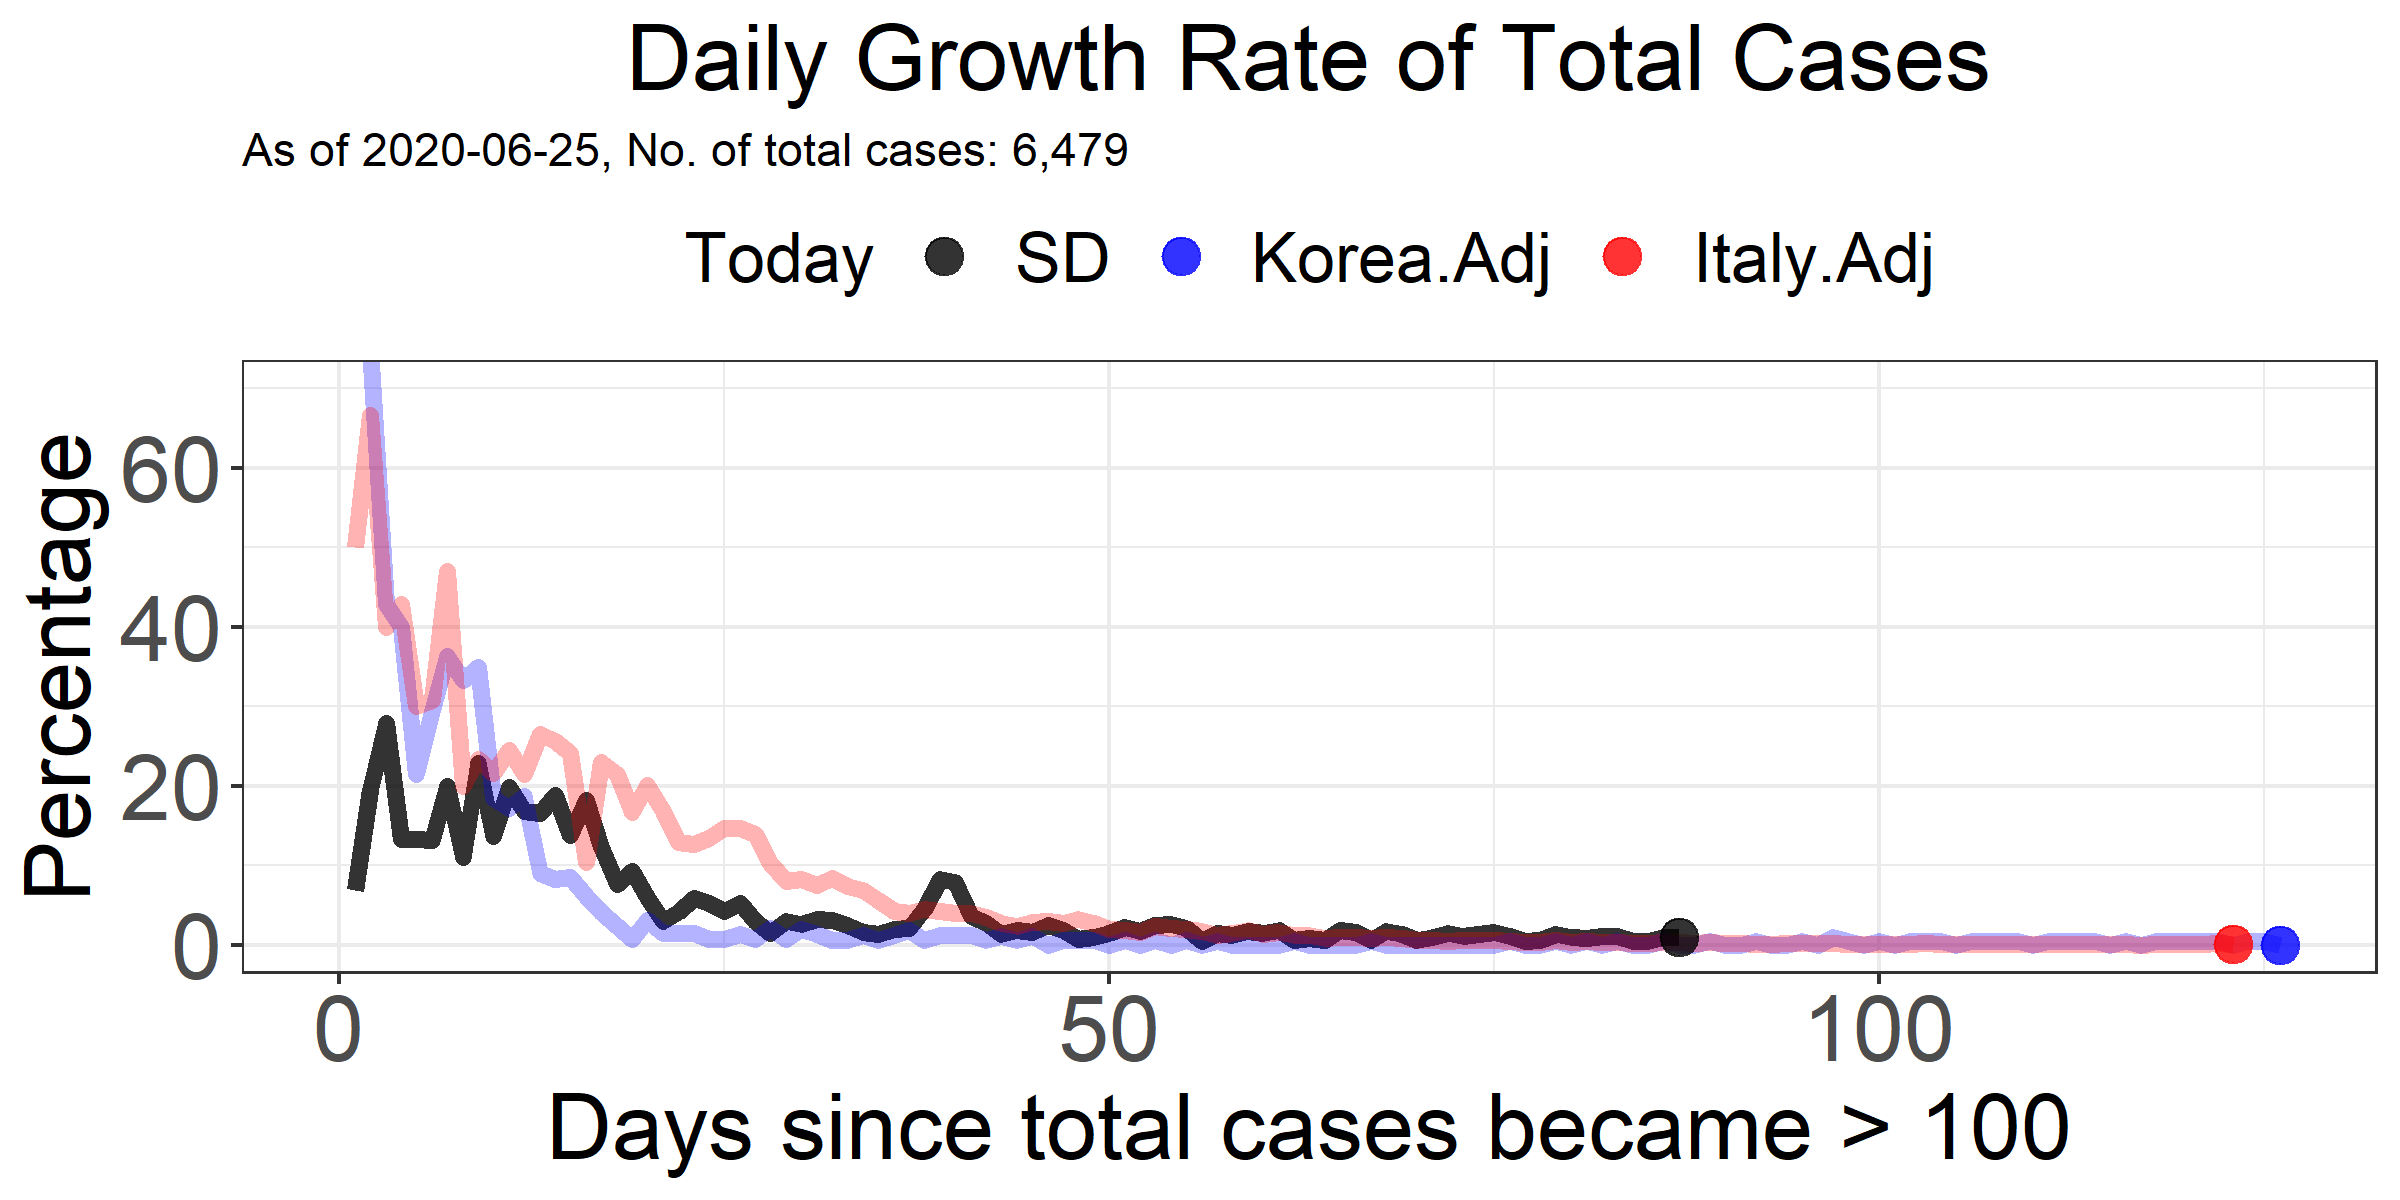 Daily Growth Rate of Total Cases
As of 2020-06-25, No. of total cases: 6,479
Today SD Korea.Adj Italy.Adj
Percentage
60
40
20
0
0 50 100
Days since total cases became > 100